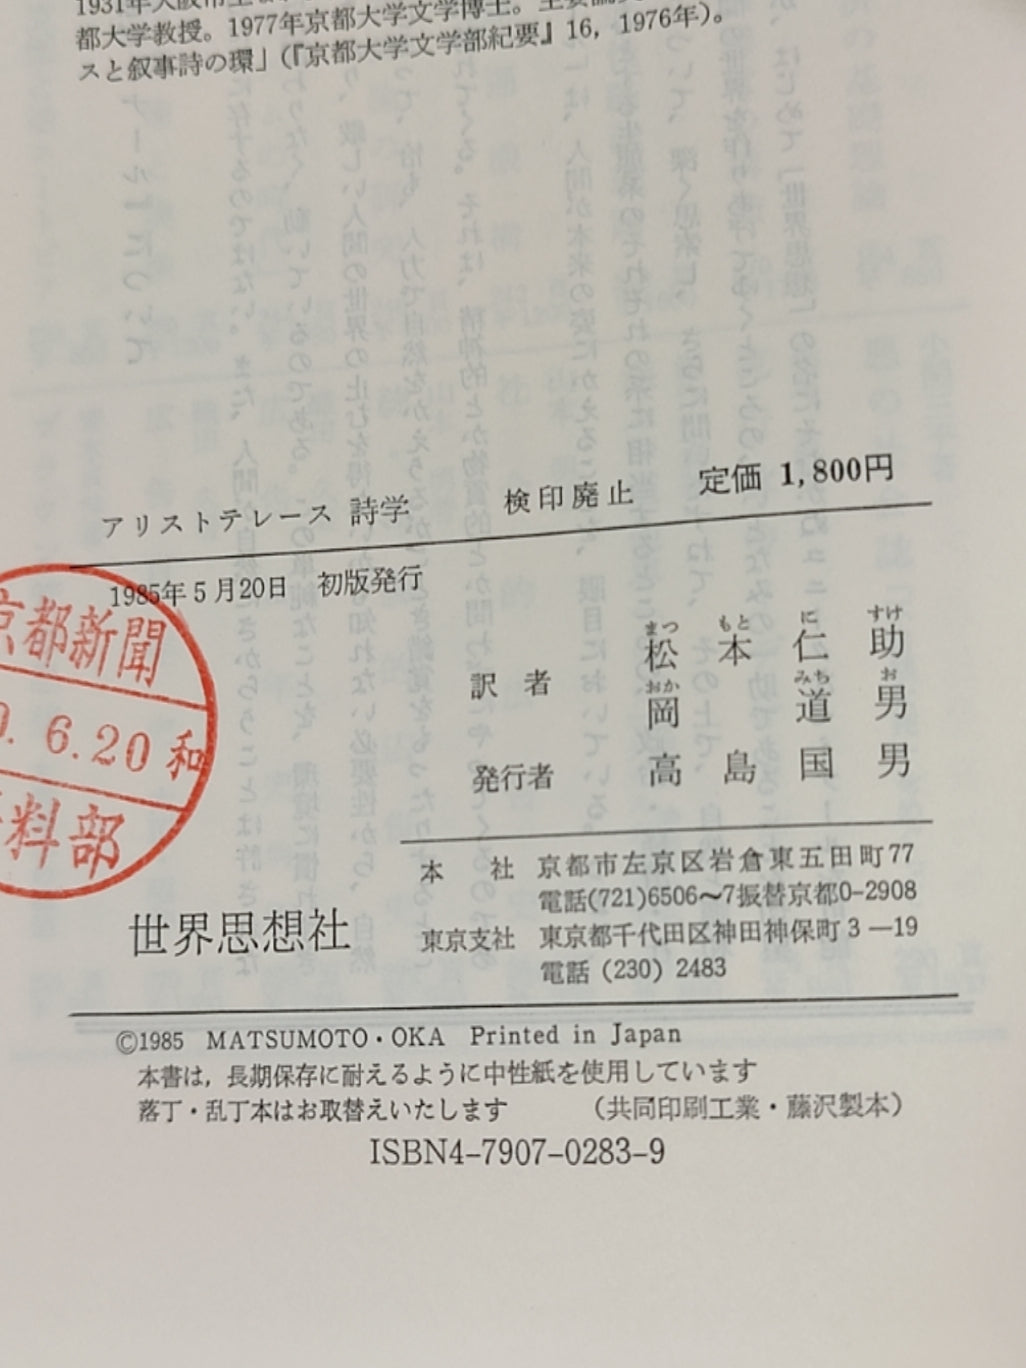 都大学教授。1977年京都大学文学博士。
スと叙事詩の環」(『京都大学文学部紀要』16, 1976年)。
アリストテレース 詩学 検印廃止 定価 1,800円
1985年5月20日 初版発行
まつ もと に すけ
訳者 松本仁助
おか みち お
岡 道男
発行者 高島国男
本社 京都市左京区岩倉東五田町77
電話(721)6506〜7振替京都0-2908
東京支社 東京都千代田区神田神保町3—19
電話 (230) 2483
世界思想社
京都新聞
. 6.20 和
料部
©1985 MATSUMOTO・OKA Printed in Japan
本書は, 長期保存に耐えるように中性紙を使用しています
落丁・乱丁本はお取替えいたします (共同印刷工業・藤沢製本)
ISBN4-7907-0283-9